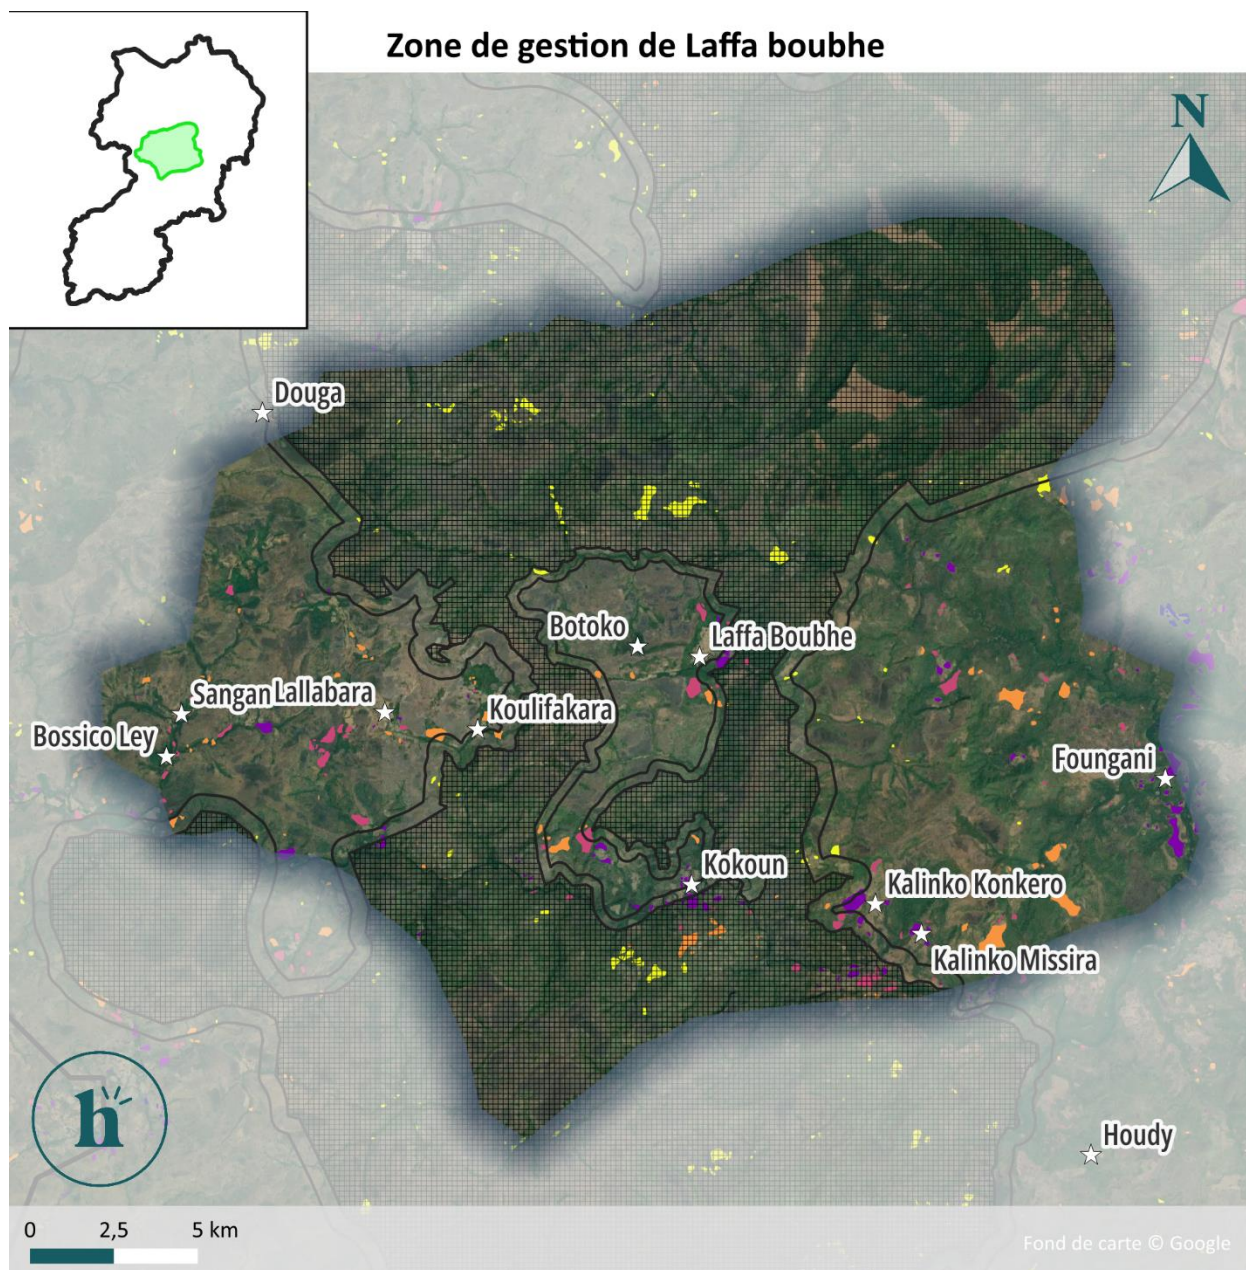 Zone de gestion de Laffa boubhe
N
Douga
Botoko
Laffa Boubhe
Sangan
Lallabara
Koulifakara
Bossico Ley
Foungani
Kokoun
Kalinko Konkero
Kalinko Missira
h
Houdy
0 2,5 5 km
Fond de carte © Google